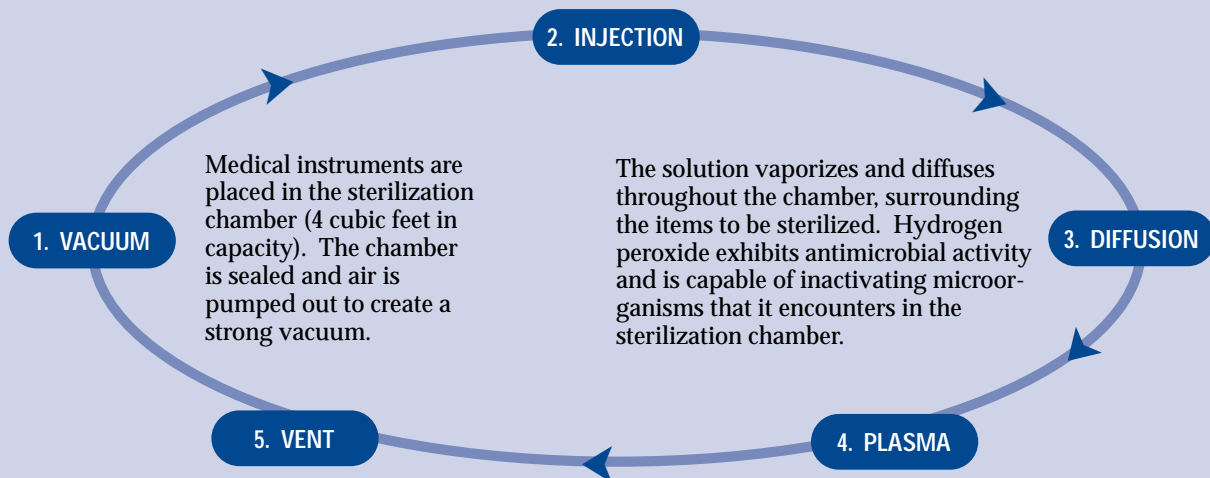 2. INJECTION
Medical instruments are
placed in the sterilization
chamber (4 cubic feet in
capacity). The chamber
is sealed and air is
pumped out to create a
strong vacuum.
The solution vaporizes and diffuses
throughout the chamber, surrounding
the items to be sterilized. Hydrogen
peroxide exhibits antimicrobial activity
and is capable of inactivating microor-
ganisms that it encounters in the
sterilization chamber.
1. VACUUM
3. DIFFUSION
5. VENT
4. PLASMA